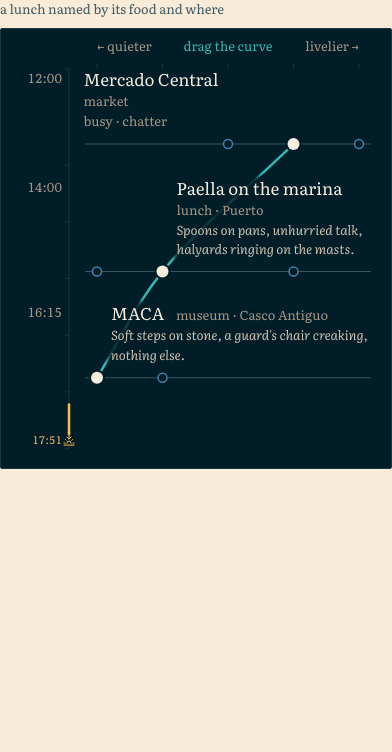 a lunch named by its food and where
← quieter drag the curve livelier →
12:00 Mercado Central
market
busy · chatter
14:00 Paella on the marina
lunch · Puerto
Spoons on pans, unhurried talk,
halyards ringing on the masts.
16:15 MACA museum · Casco Antiguo
Soft steps on stone, a guard's chair creaking,
nothing else.
17:51